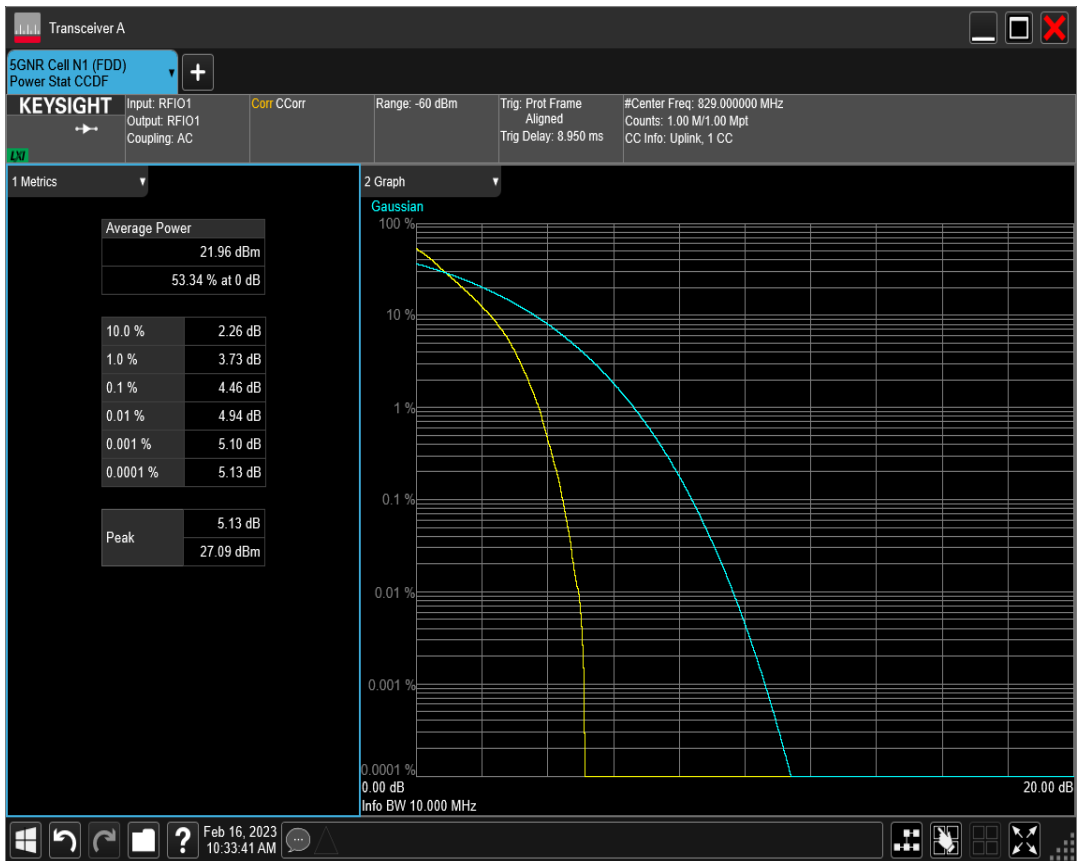 Transceiver A
5GNR Cell N1 (FDD)
Power Stat CCDF
+
KEYSIGHT
LXI
Input: RFIO1
Output: RFIO1
Coupling: AC
Corr CCorr
Range: -60 dBm
Trig: Prot Frame
Aligned
Trig Delay: 8.950 ms
#Center Freq: 829.000000 MHz
Counts: 1.00 M/1.00 Mpt
CC Info: Uplink, 1 CC
1 Metrics
Average Power
21.96 dBm
53.34 % at 0 dB
10.0 % 2.26 dB
1.0 % 3.73 dB
0.1 % 4.46 dB
0.01 % 4.94 dB
0.001 % 5.10 dB
0.0001 % 5.13 dB
Peak
5.13 dB
27.09 dBm
2 Graph
Gaussian
100 %
10 %
1 %
0.1 %
0.01 %
0.001 %
0.0001 %
0.00 dB 20.00 dB
Info BW 10.000 MHz
?
Feb 16, 2023
10:33:41 AM